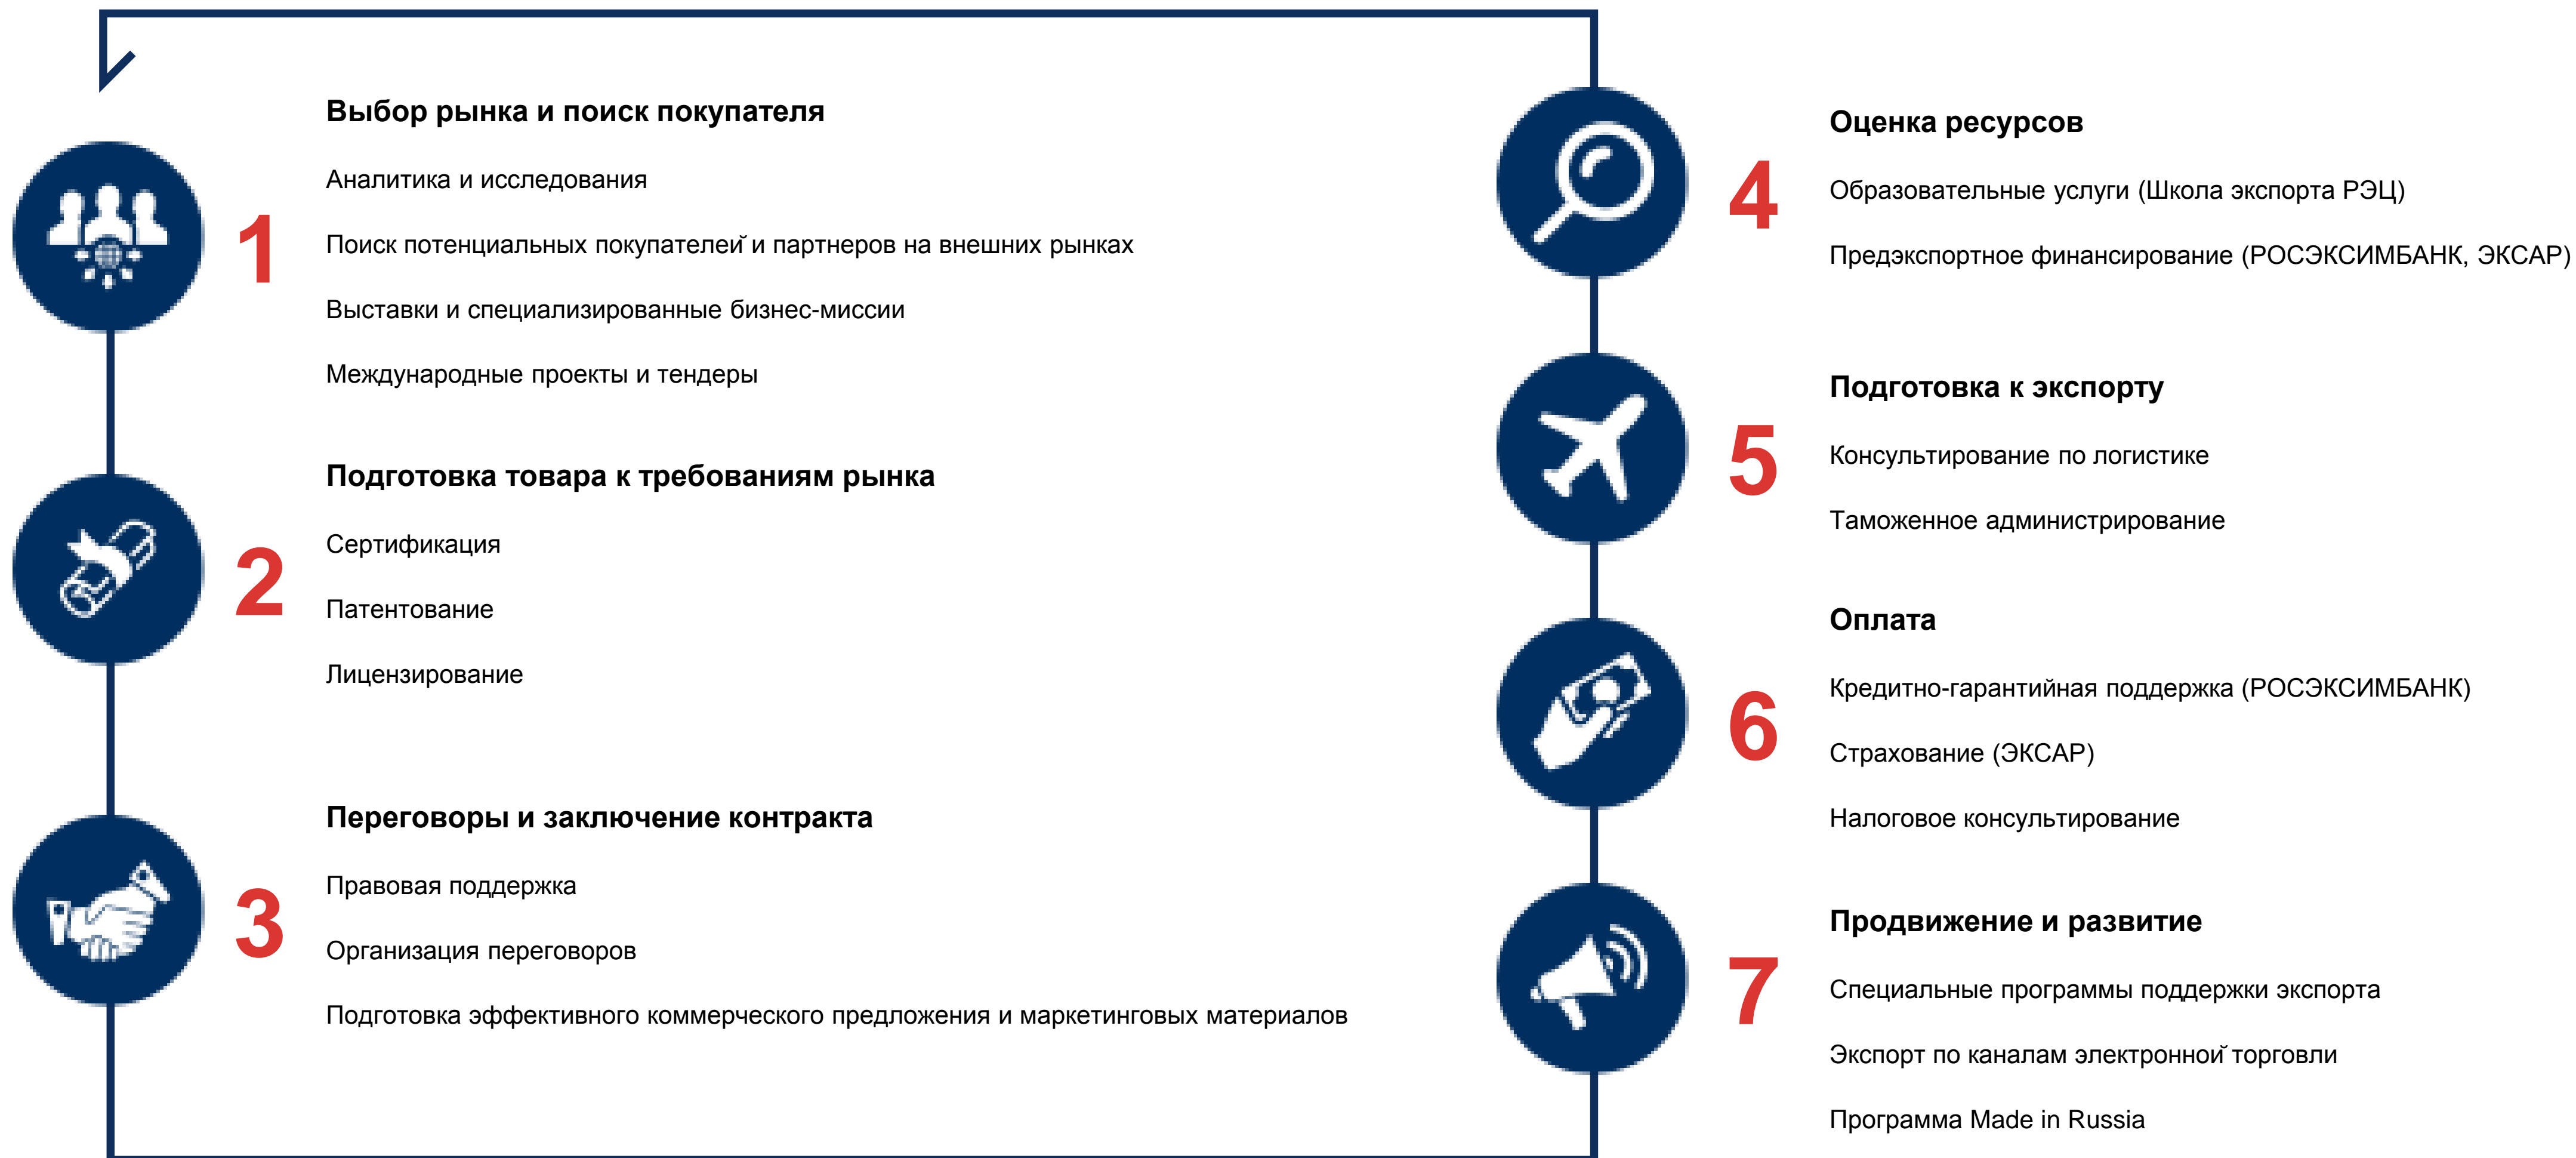 Выбор рынка и поиск покупателя
1
Аналитика и исследования
Поиск потенциальных покупателей и партнеров на внешних рынках
Выставки и специализированные бизнес-миссии
Международные проекты и тендеры
Подготовка товара к требованиям рынка
2
Сертификация
Патентование
Лицензирование
Переговоры и заключение контракта
3
Правовая поддержка
Организация переговоров
Подготовка эффективного коммерческого предложения и маркетинговых материалов
Оценка ресурсов
4
Образовательные услуги (Школа экспорта РЭЦ)
Предэкспортное финансирование (РОСЭКСИМБАНК, ЭКСАР)
Подготовка к экспорту
5
Консультирование по логистике
Таможенное администрирование
Оплата
6
Кредитно-гарантийная поддержка (РОСЭКСИМБАНК)
Страхование (ЭКСАР)
Налоговое консультирование
Продвижение и развитие
7
Специальные программы поддержки экспорта
Экспорт по каналам электронной торговли
Программа Made in Russia